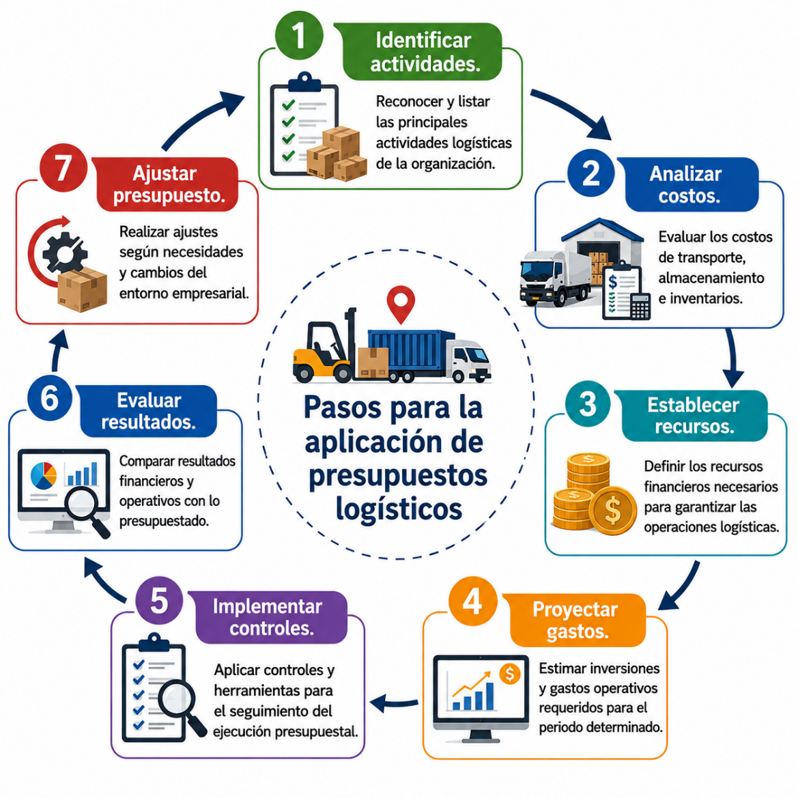 1
Identificar
actividades.
Reconocer y listar
las principales
actividades logísticas
de la organización.
2
Analizar
costos.
Evaluar los costos
de transporte,
almacenamiento
e inventarios.
$
3
Establecer
recursos.
Definir los recursos
financieros necesarios
para garantizar las
operaciones logísticas.
$
4
Proyectar
gastos.
Estimar inversiones
y gastos operativos
requeridos para el
periodo determinado.
$
5
Implementar
controles.
Aplicar controles y
herramientas para
el seguimiento del
ejecución presupuestal.
6
Evaluar
resultados.
Comparar resultados
financieros y
operativos con lo
presupuestado.
7
Ajustar
presupuesto.
Realizar ajustes
según necesidades
y cambios del
entorno empresarial.
Pasos para la
aplicación de
presupuestos
logísticos